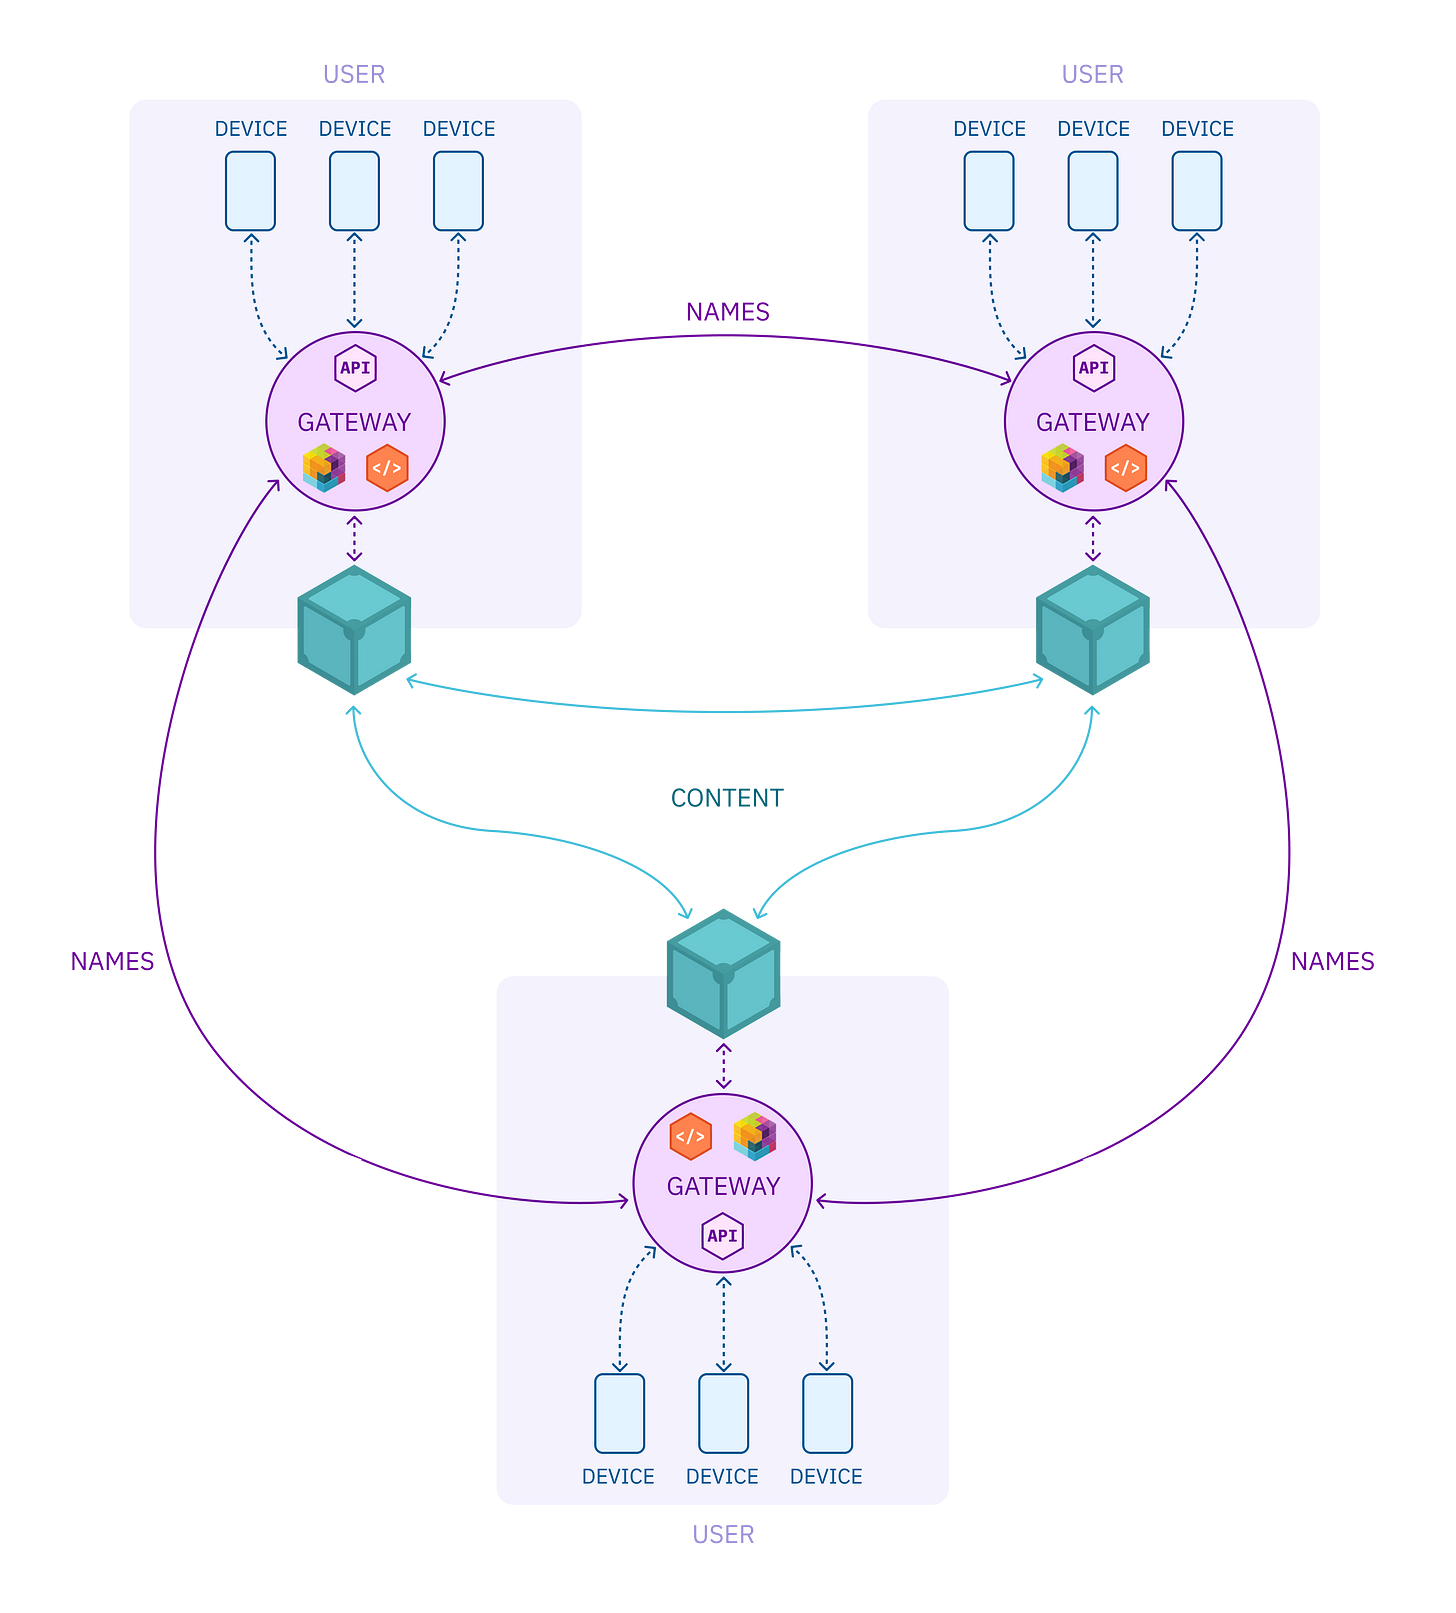 USER
USER
DEVICE DEVICE DEVICE
DEVICE DEVICE DEVICE
NAMES
API
GATEWAY
</>
API
GATEWAY
</>
CONTENT
NAMES
NAMES
</>
GATEWAY
API
DEVICE DEVICE DEVICE
USER